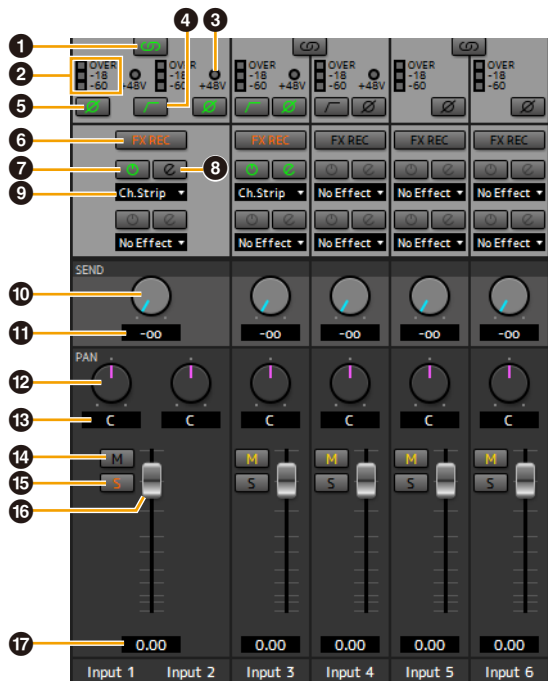 1
4
3
2
OVER
-18
-60
+48V
OVER
-18
-60
+48V
OVER
-18
-60
+48V
OVER
-18
-60
+48V
OVER
-18
-60
OVER
-18
-60
5
6
FX REC
FX REC
FX REC
FX REC
FX REC
7
8
9
Ch.Strip
Ch.Strip
No Effect
No Effect
No Effect
No Effect
No Effect
No Effect
No Effect
No Effect
SEND
10
11
-oo
-oo
-oo
-oo
-oo
PAN
12
13
C
C
C
C
C
C
14
M
M
M
M
M
15
S
S
S
S
S
16
17
0.00
0.00
0.00
0.00
0.00
Input 1
Input 2
Input 3
Input 4
Input 5
Input 6